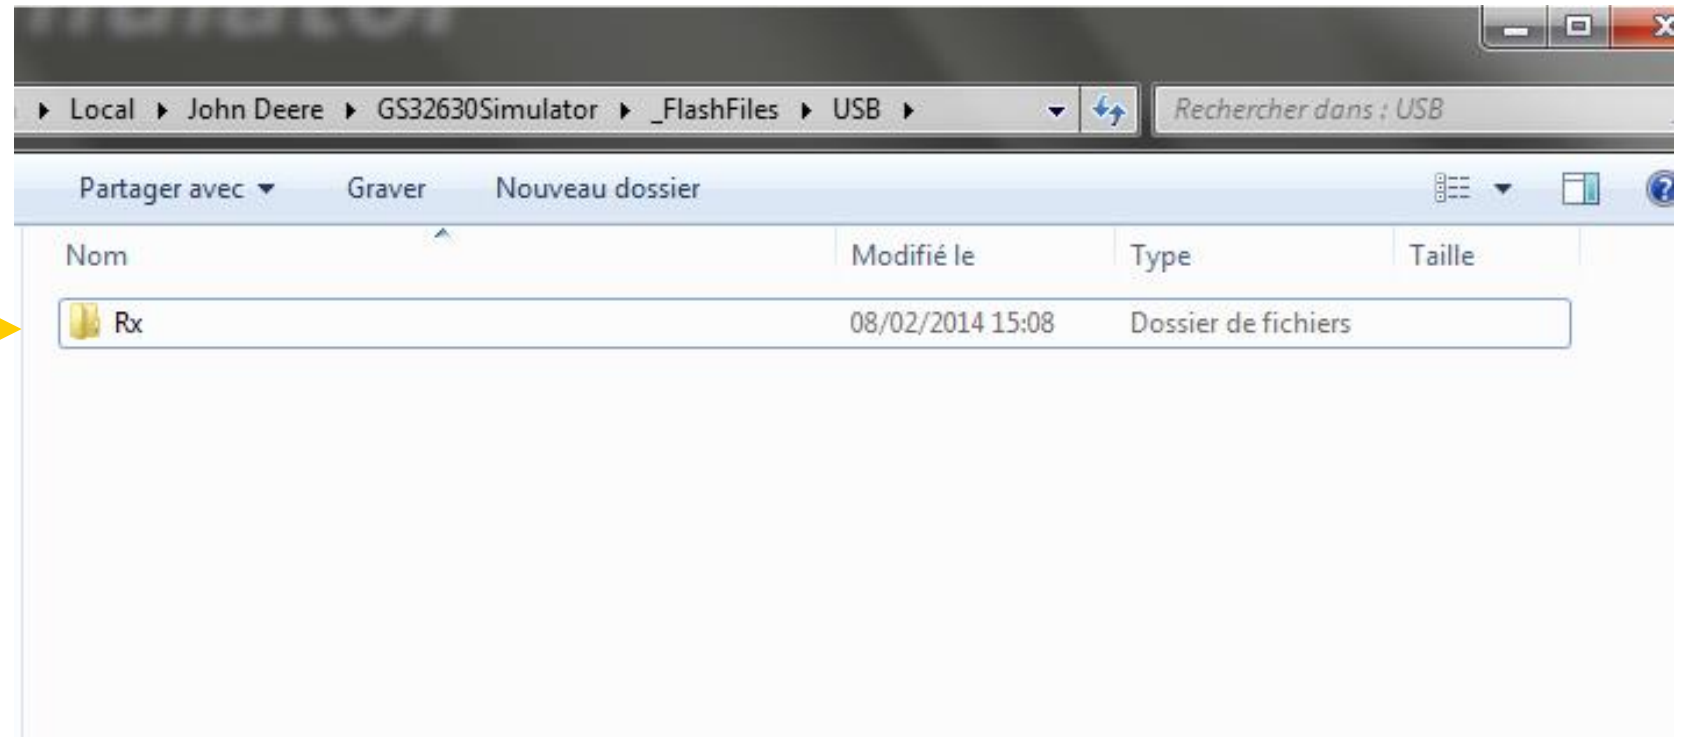 Local John Deere GS32630Simulator _FlashFiles USB Rechercher dans : USB
Partager avec Graver Nouveau dossier
Nom Modifié le Type Taille
Rx 08/02/2014 15:08 Dossier de fichiers